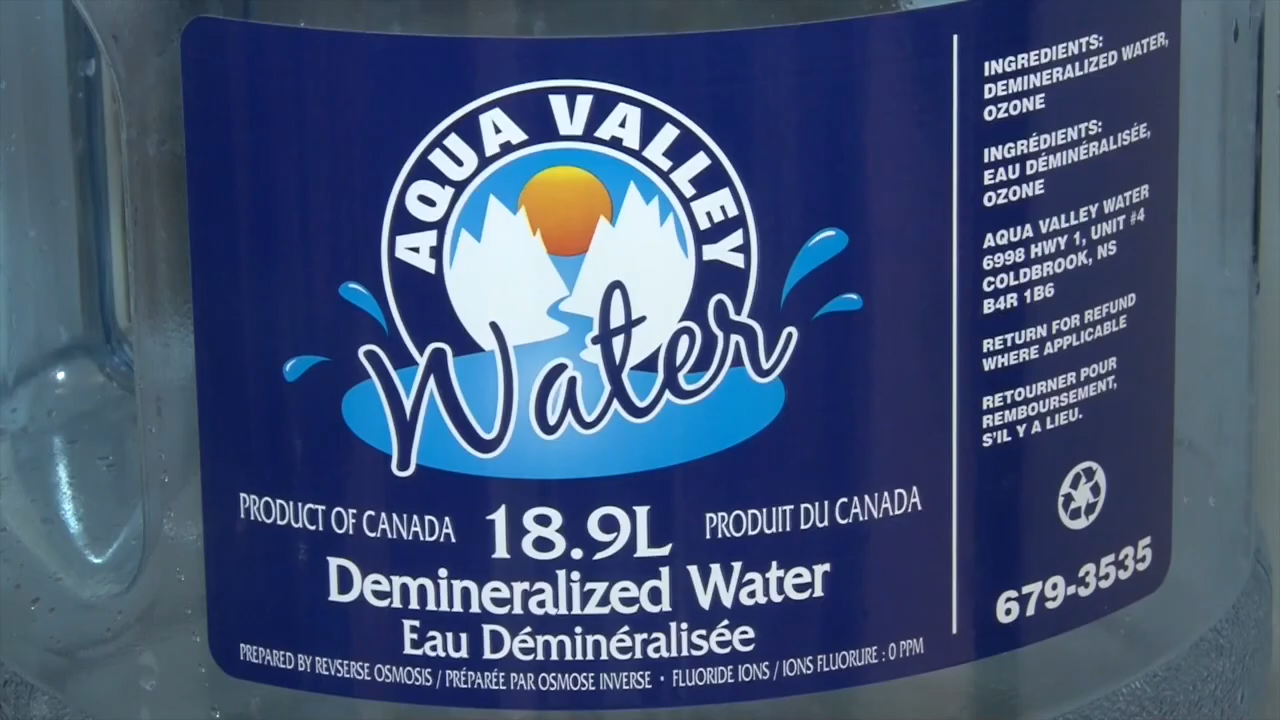 AQUA VALLEY
Water
PRODUCT OF CANADA 18.9L PRODUIT DU CANADA
Demineralized Water
Eau Déminéralisée
PREPARED BY REVSERSE OSMOSIS / PRÉPARÉE PAR OSMOSE INVERSE • FLUORIDE IONS / IONS FLUORURE : 0 PPM
INGREDIENTS:
DEMINERALIZED WATER,
OZONE
INGRÉDIENTS:
EAU DÉMINÉRALISÉE,
OZONE
AQUA VALLEY WATER
6998 HWY 1, UNIT #4
COLDBROOK, NS
B4R 1B6
RETURN FOR REFUND
WHERE APPLICABLE
RETOURNER POUR
REMBOURSEMENT,
S'IL Y A LIEU.
679-3535